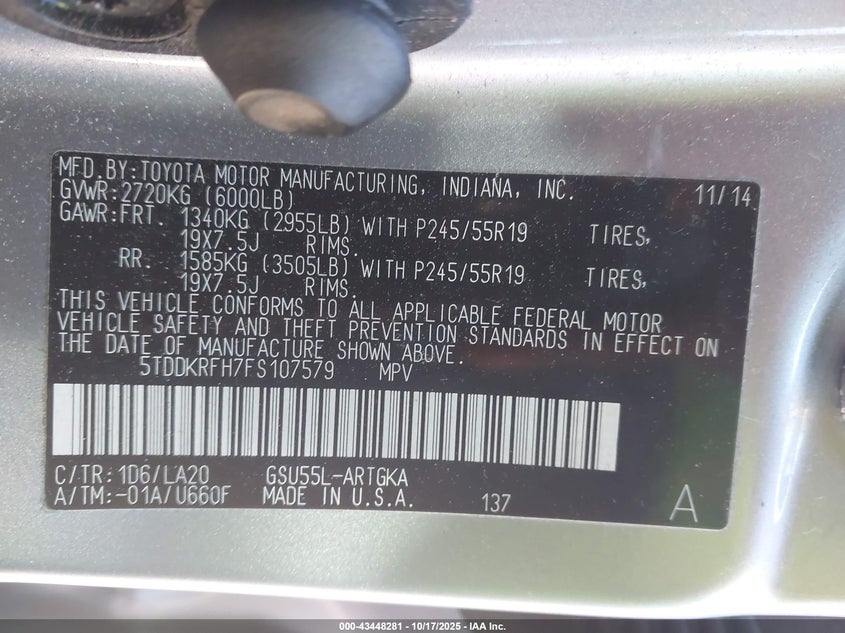 MFD.BY:TOYOTA MOTOR MANUFACTURING, INDIANA, INC. 11/14
GVWR:2720KG (6000LB)
GAWR:FRT. 1340KG (2955LB) WITH P245/55R19 TIRES,
19X7.5J RIMS.
RR. 1585KG (3505LB) WITH P245/55R19 TIRES,
19X7.5J RIMS.
THIS VEHICLE CONFORMS TO ALL APPLICABLE FEDERAL MOTOR
VEHICLE SAFETY AND THEFT PREVENTION STANDARDS IN EFFECT ON
THE DATE OF MANUFACTURE SHOWN ABOVE.
5TDDKRFH7FS107579 MPV
C/TR:1D6/LA20 GSU55L-ARTGKA
A/TM:-01A/U660F MADE IN U.S.A. 137 A
000-43448281 - 10/17/2025 - IAA Inc.